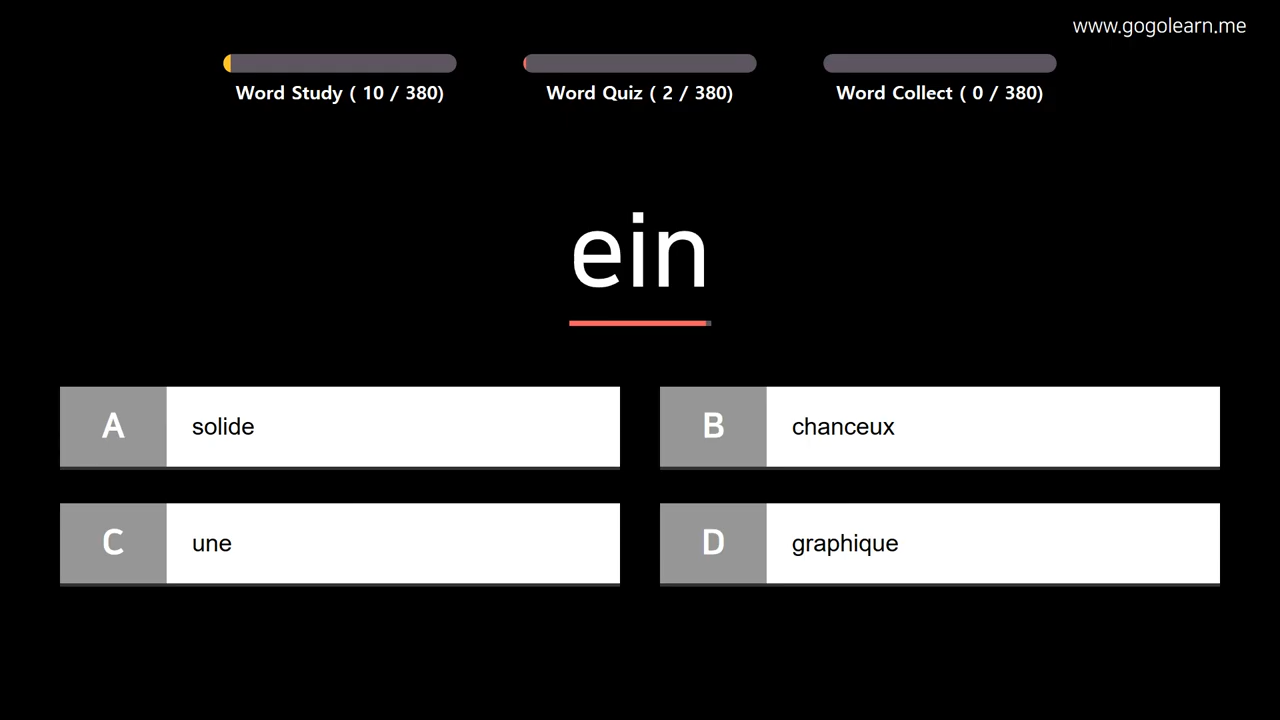 www.gogolearn.me
Word Study ( 10 / 380)
Word Quiz ( 2 / 380)
Word Collect ( 0 / 380)
ein
A solide
B chanceux
C une
D graphique